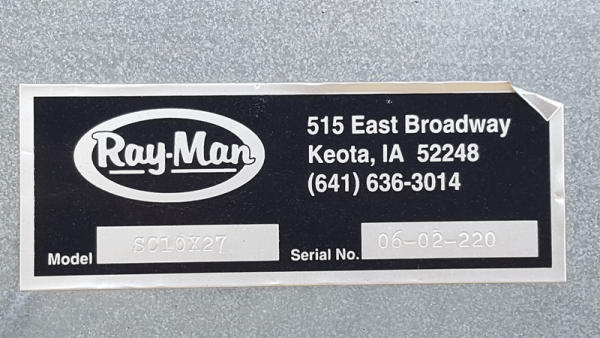 Ray-Man
515 East Broadway
Keota, IA 52248
(641) 636-3014
Model SC10X27 Serial No. 06-02-220